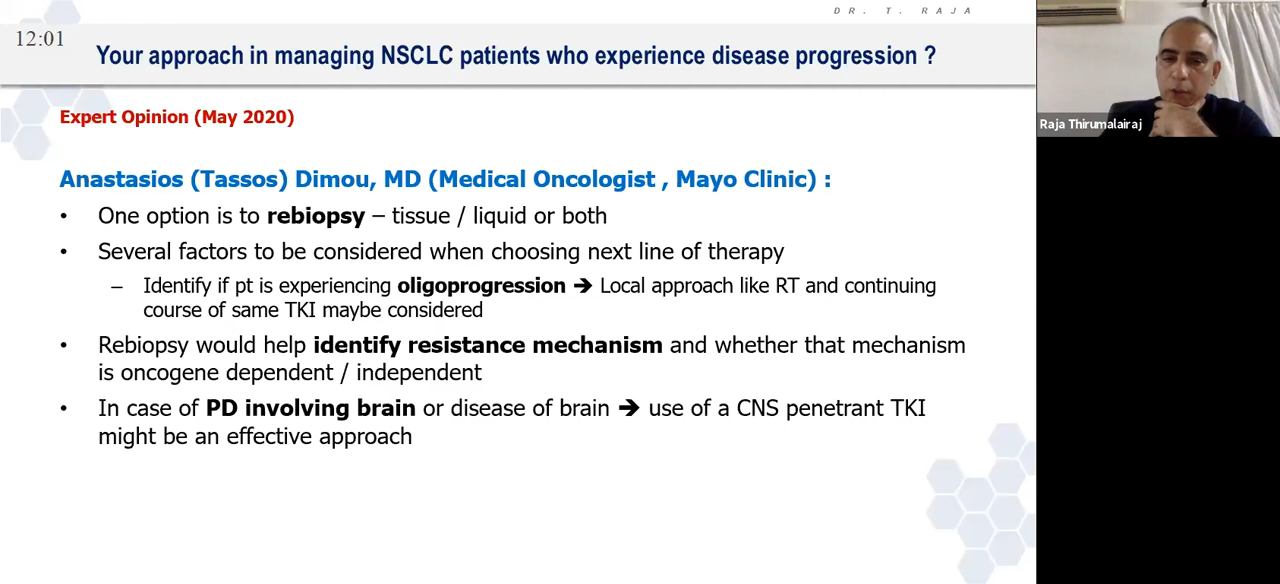 DR. T. RAJA
12:01
Your approach in managing NSCLC patients who experience disease progression ?
Raja Thirumalairaj
Expert Opinion (May 2020)
Anastasios (Tassos) Dimou, MD (Medical Oncologist , Mayo Clinic) :
• One option is to rebiopsy – tissue / liquid or both
• Several factors to be considered when choosing next line of therapy
– Identify if pt is experiencing oligoprogression ➔ Local approach like RT and continuing
course of same TKI maybe considered
• Rebiopsy would help identify resistance mechanism and whether that mechanism
is oncogene dependent / independent
• In case of PD involving brain or disease of brain ➔ use of a CNS penetrant TKI
might be an effective approach